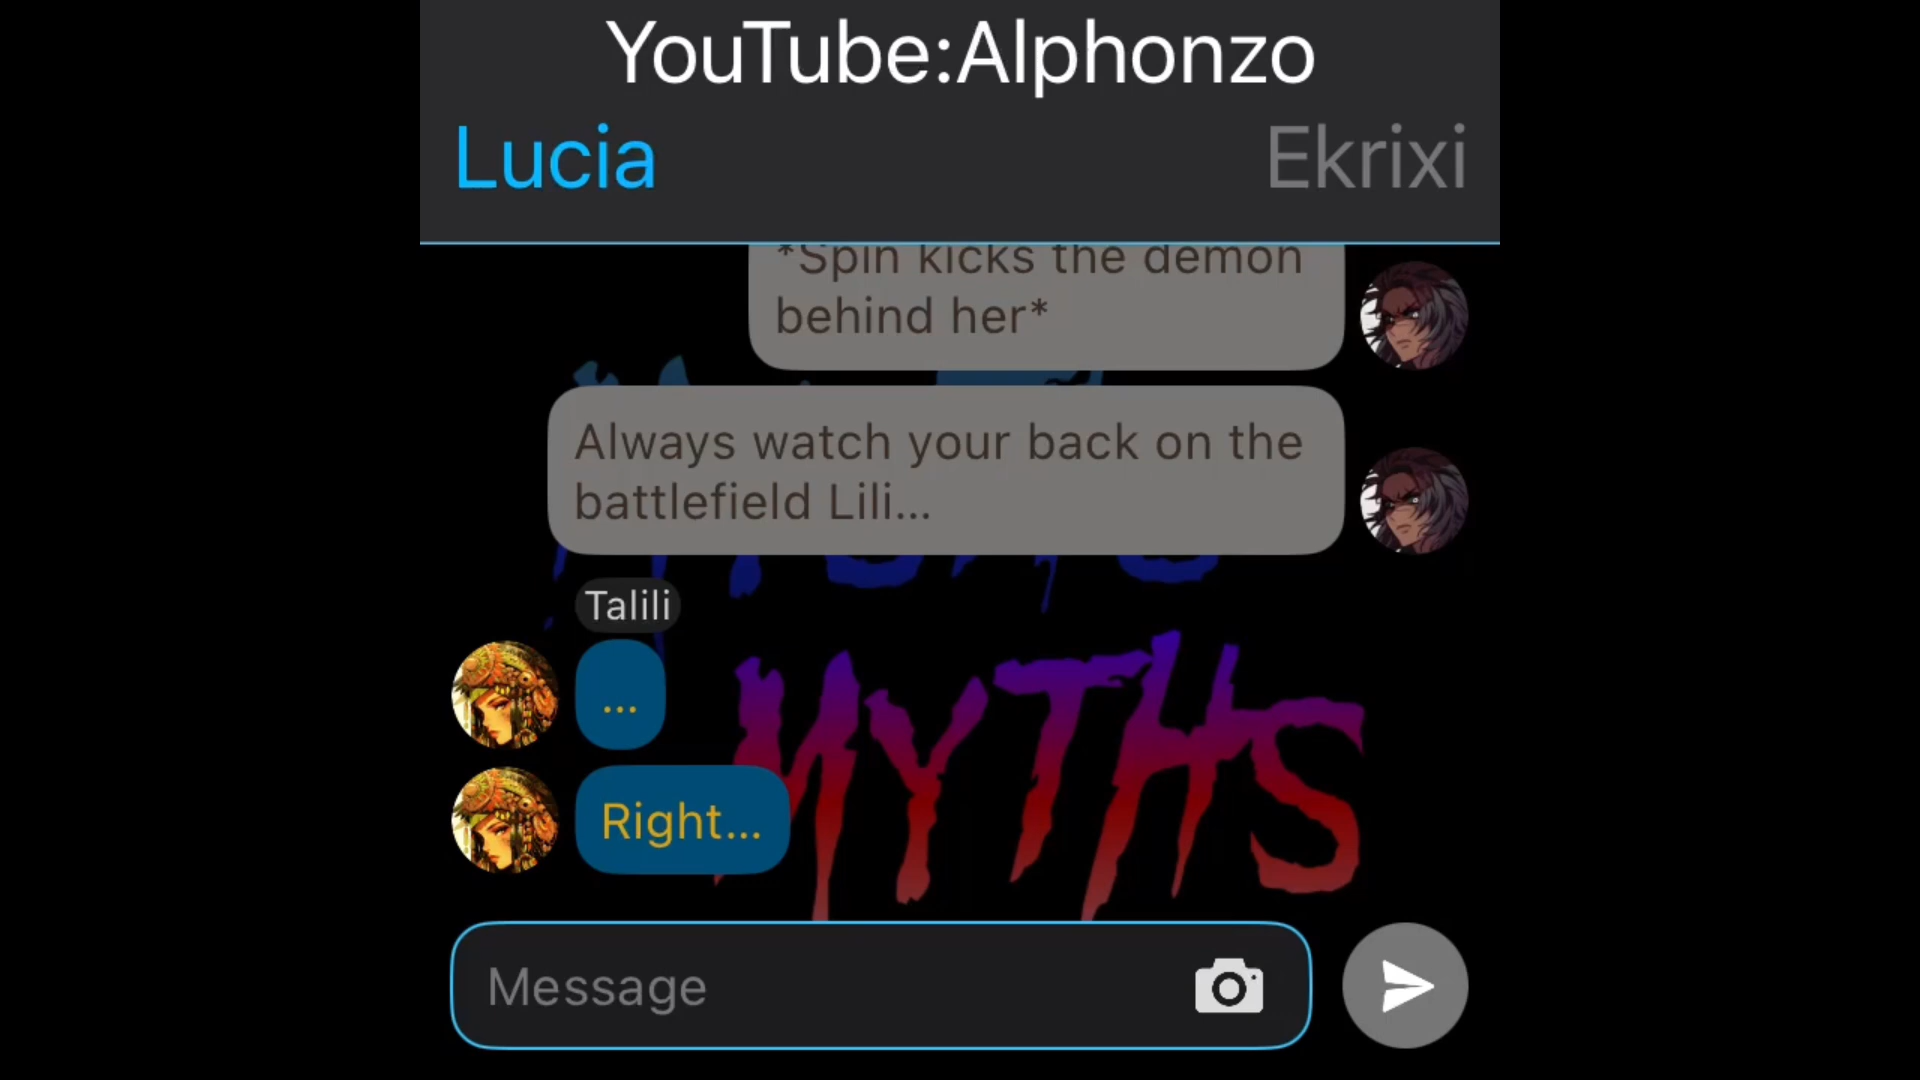 YouTube:Alphonzo
Lucia
Ekrixi
*Spin kicks the demon
behind her*
Always watch your back on the
battlefield Lili...
Talili
...
Right...
MYTHS
Message